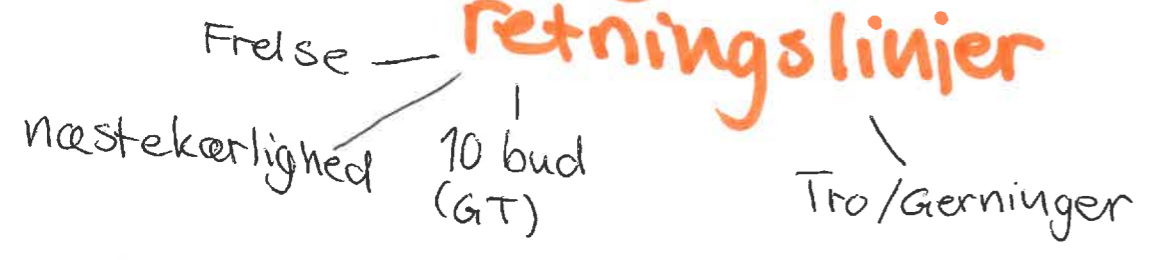 retningslinjer
Frelse
næstekærlighed
10 bud
(GT)
Tro/Gerninger